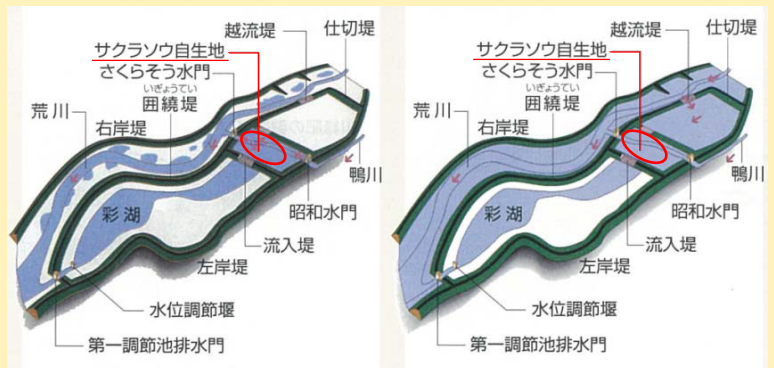 越流堤
仕切堤
サクラソウ自生地
さくらそう水門
いぎょうてい
囲繞堤
荒川
右岸堤
鴨川
彩湖
昭和水門
流入堤
左岸堤
水位調節堰
第一調節池排水門
越流堤
仕切堤
サクラソウ自生地
さくらそう水門
いぎょうてい
囲繞堤
荒川
右岸堤
鴨川
彩湖
昭和水門
流入堤
左岸堤
水位調節堰
第一調節池排水門